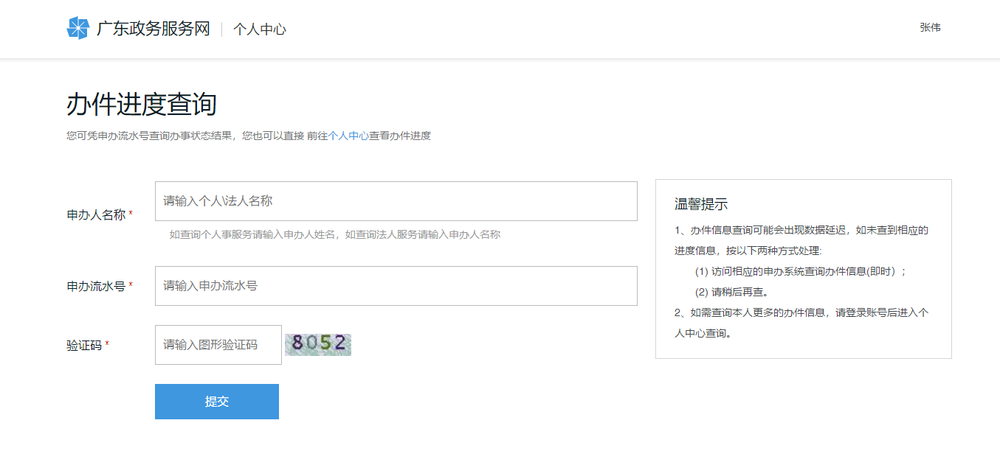 广东政务服务网 个人中心 张伟
办件进度查询
您可凭申办流水号查询办事状态结果，您也可以直接 前往个人中心查看办件进度
申办人名称 * 请输入个人\法人名称
如查询个人事服务请输入申办人姓名，如查询法人服务请输入申办人名称
申办流水号 * 请输入申办流水号
验证码 * 请输入图形验证码 8052
提交
温馨提示
1、办件信息查询可能会出现数据延迟，如未查到相应的
进度信息，按以下两种方式处理:
(1) 访问相应的申办系统查询办件信息(即时）；
(2) 请稍后再查。
2、如需查询本人更多的办件信息，请登录账号后进入个
人中心查询。